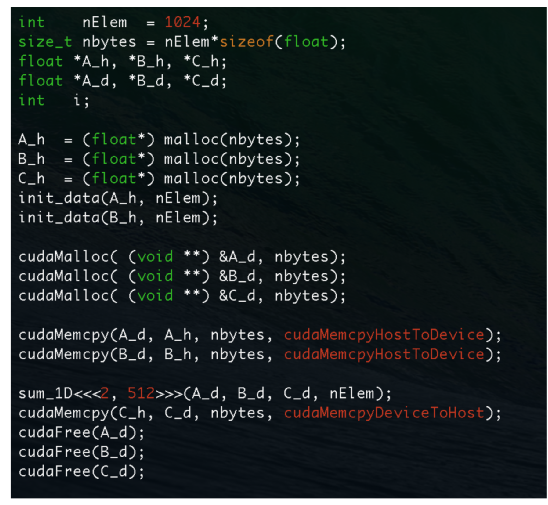 int    nElem  = 1024;
size_t nbytes = nElem*sizeof(float);
float *A_h, *B_h, *C_h;
float *A_d, *B_d, *C_d;
int   i;

A_h  = (float*) malloc(nbytes);
B_h  = (float*) malloc(nbytes);
C_h  = (float*) malloc(nbytes);
init_data(A_h, nElem);
init_data(B_h, nElem);

cudaMalloc( (void **) &A_d, nbytes);
cudaMalloc( (void **) &B_d, nbytes);
cudaMalloc( (void **) &C_d, nbytes);

cudaMemcpy(A_d, A_h, nbytes, cudaMemcpyHostToDevice);
cudaMemcpy(B_d, B_h, nbytes, cudaMemcpyHostToDevice);

sum_1D<<<2, 512>>>(A_d, B_d, C_d, nElem);
cudaMemcpy(C_h, C_d, nbytes, cudaMemcpyDeviceToHost);
cudaFree(A_d);
cudaFree(B_d);
cudaFree(C_d);